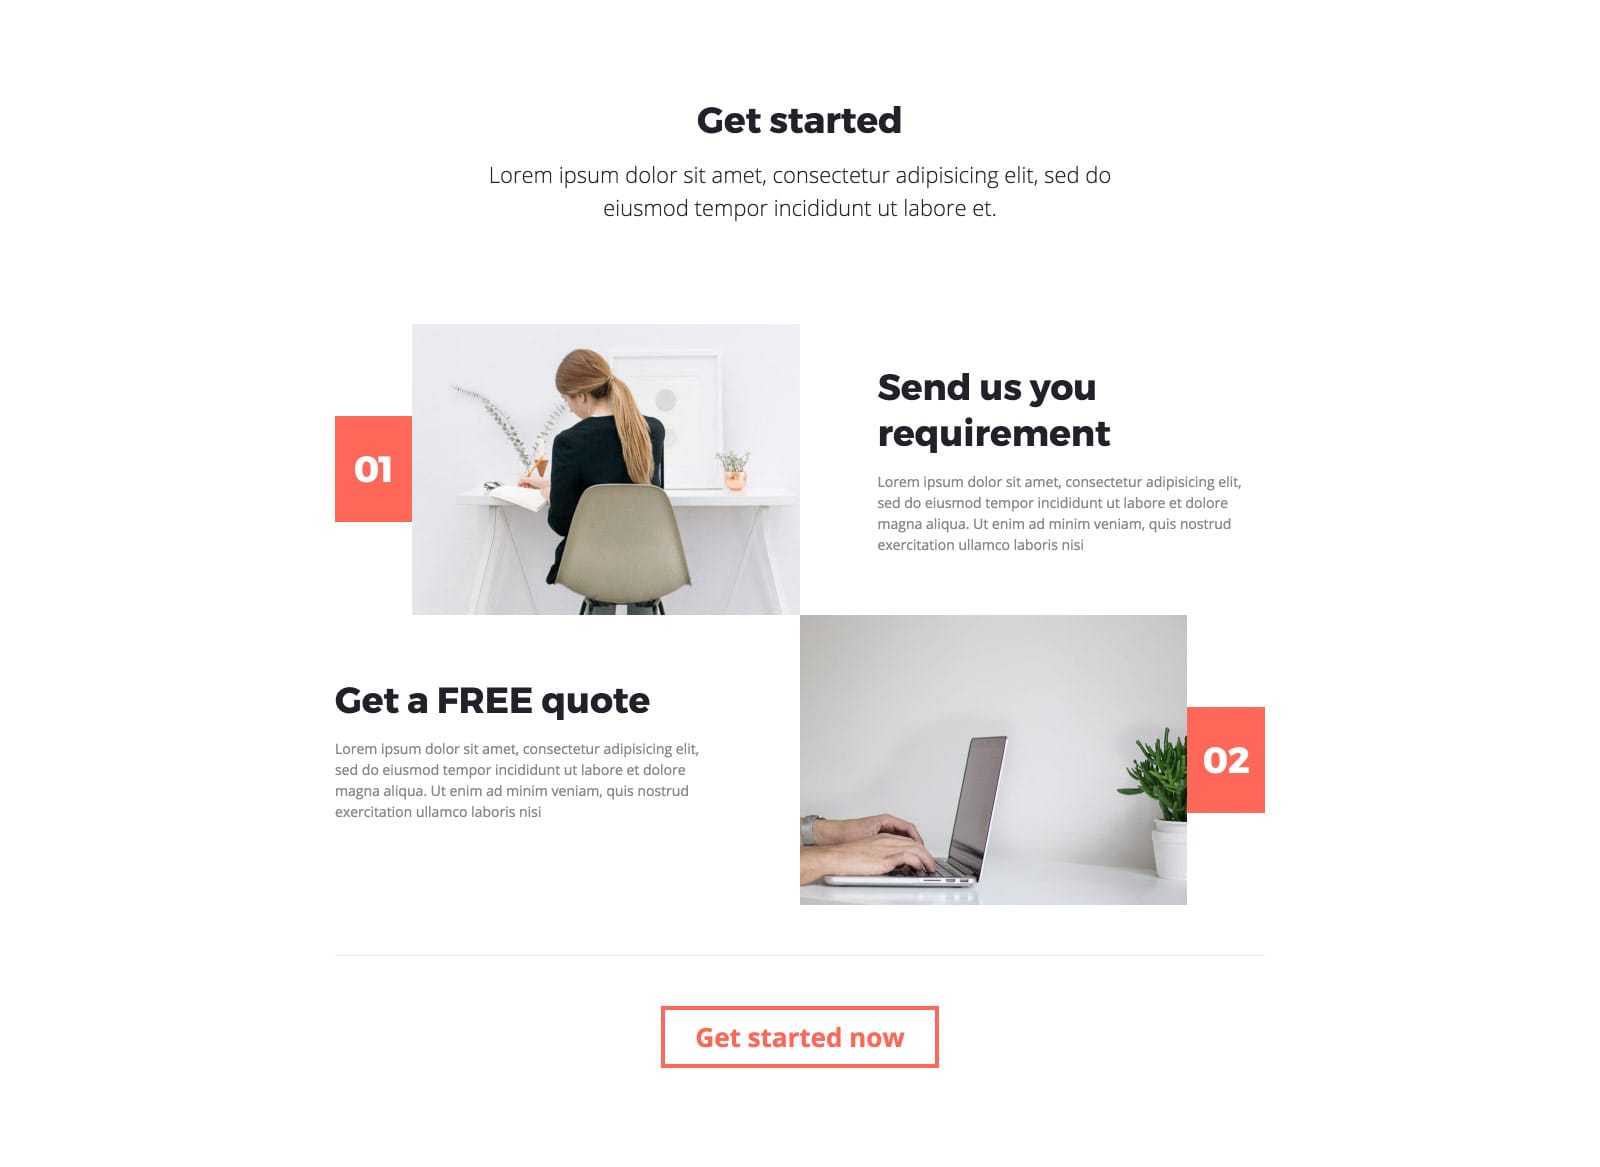 Get started
Lorem ipsum dolor sit amet, consectetur adipisicing elit, sed do
eiusmod tempor incididunt ut labore et.
01
Send us you
requirement
Lorem ipsum dolor sit amet, consectetur adipisicing elit,
sed do eiusmod tempor incididunt ut labore et dolore
magna aliqua. Ut enim ad minim veniam, quis nostrud
exercitation ullamco laboris nisi
Get a FREE quote
Lorem ipsum dolor sit amet, consectetur adipisicing elit,
sed do eiusmod tempor incididunt ut labore et dolore
magna aliqua. Ut enim ad minim veniam, quis nostrud
exercitation ullamco laboris nisi
02
Get started now